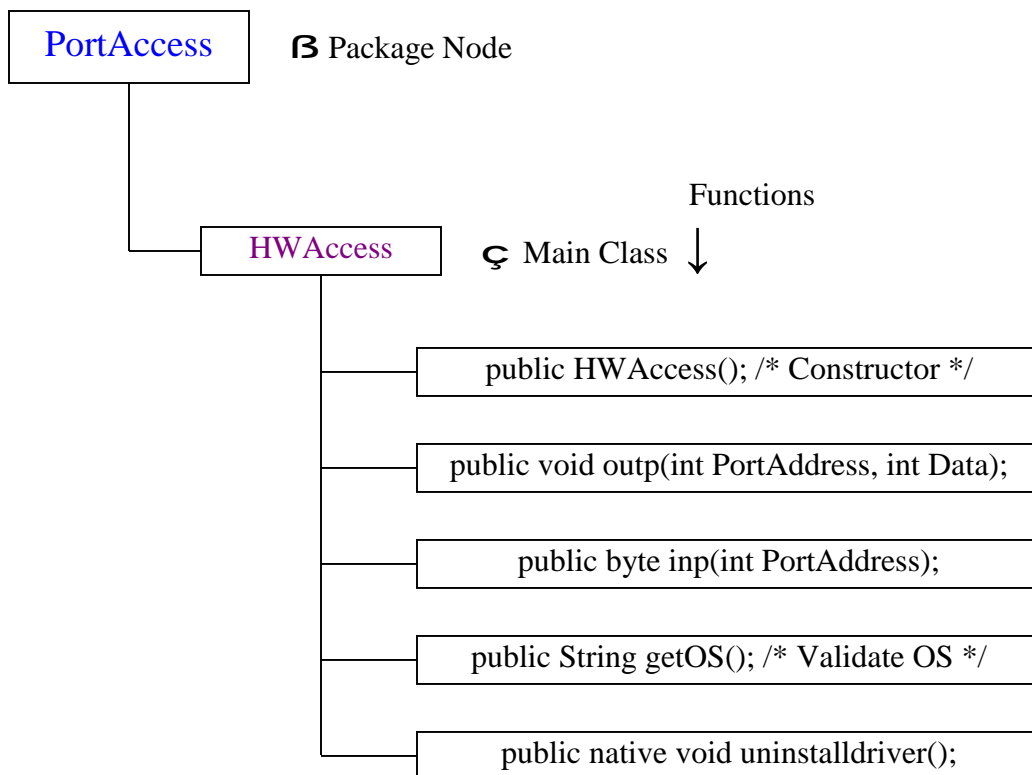 PortAccess
ß Package Node
Functions
HWAccess
ç Main Class ↓
public HWAccess(); /* Constructor */
public void outp(int PortAddress, int Data);
public byte inp(int PortAddress);
public String getOS(); /* Validate OS */
public native void uninstalldriver();